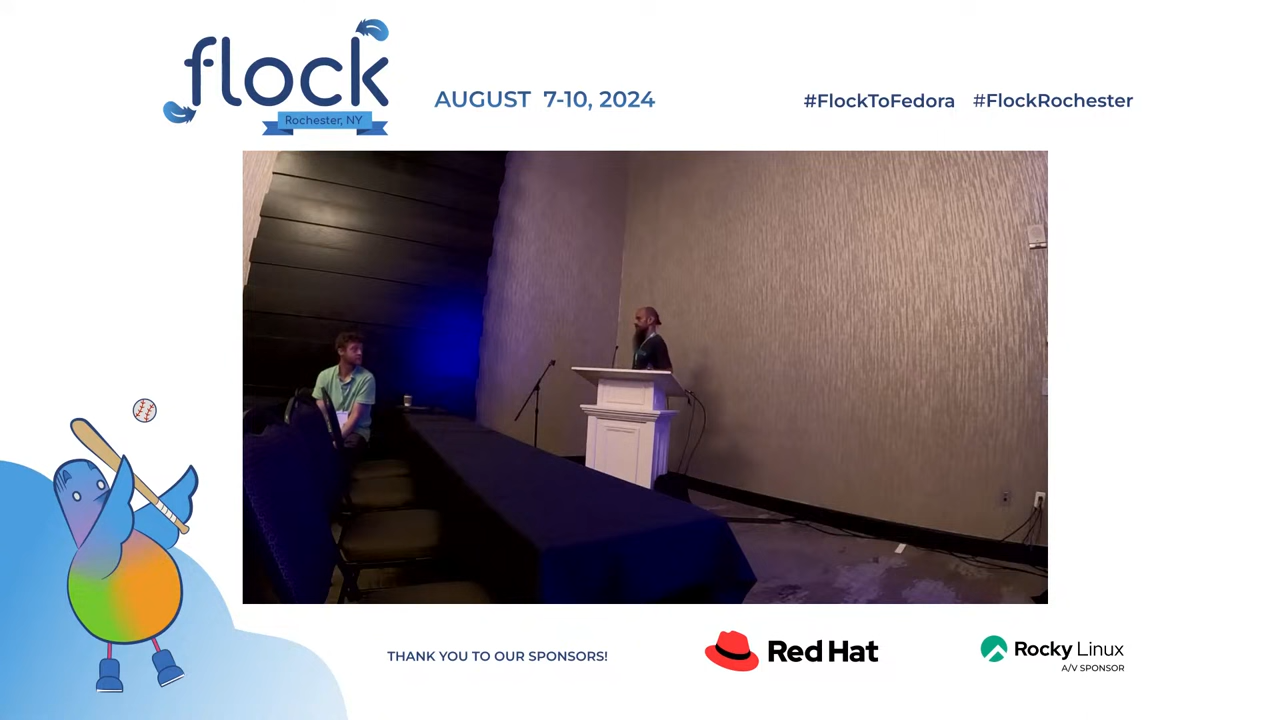 flock
Rochester, NY
AUGUST 7-10, 2024
#FlockToFedora #FlockRochester
THANK YOU TO OUR SPONSORS!
Red Hat
Rocky Linux
A/V SPONSOR